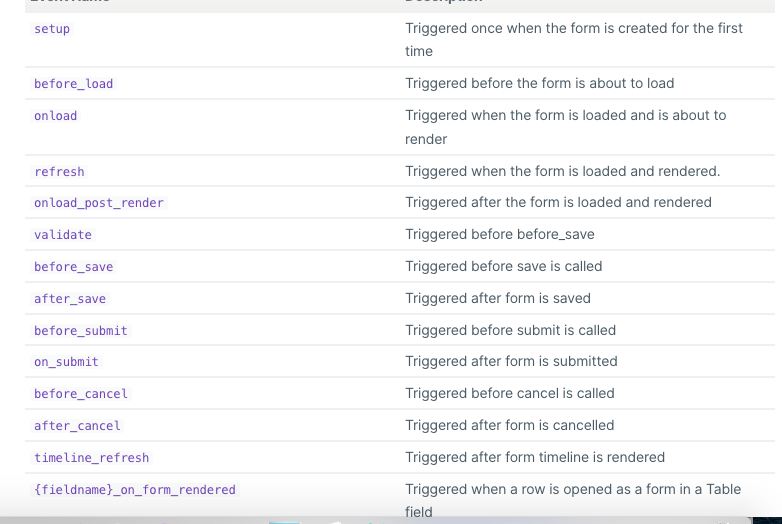 setup Triggered once when the form is created for the first
time
before_load Triggered before the form is about to load
onload Triggered when the form is loaded and is about to
render
refresh Triggered when the form is loaded and rendered.
onload_post_render Triggered after the form is loaded and rendered
validate Triggered before before_save
before_save Triggered before save is called
after_save Triggered after form is saved
before_submit Triggered before submit is called
on_submit Triggered after form is submitted
before_cancel Triggered before cancel is called
after_cancel Triggered after form is cancelled
timeline_refresh Triggered after form timeline is rendered
{fieldname}_on_form_rendered Triggered when a row is opened as a form in a Table
field